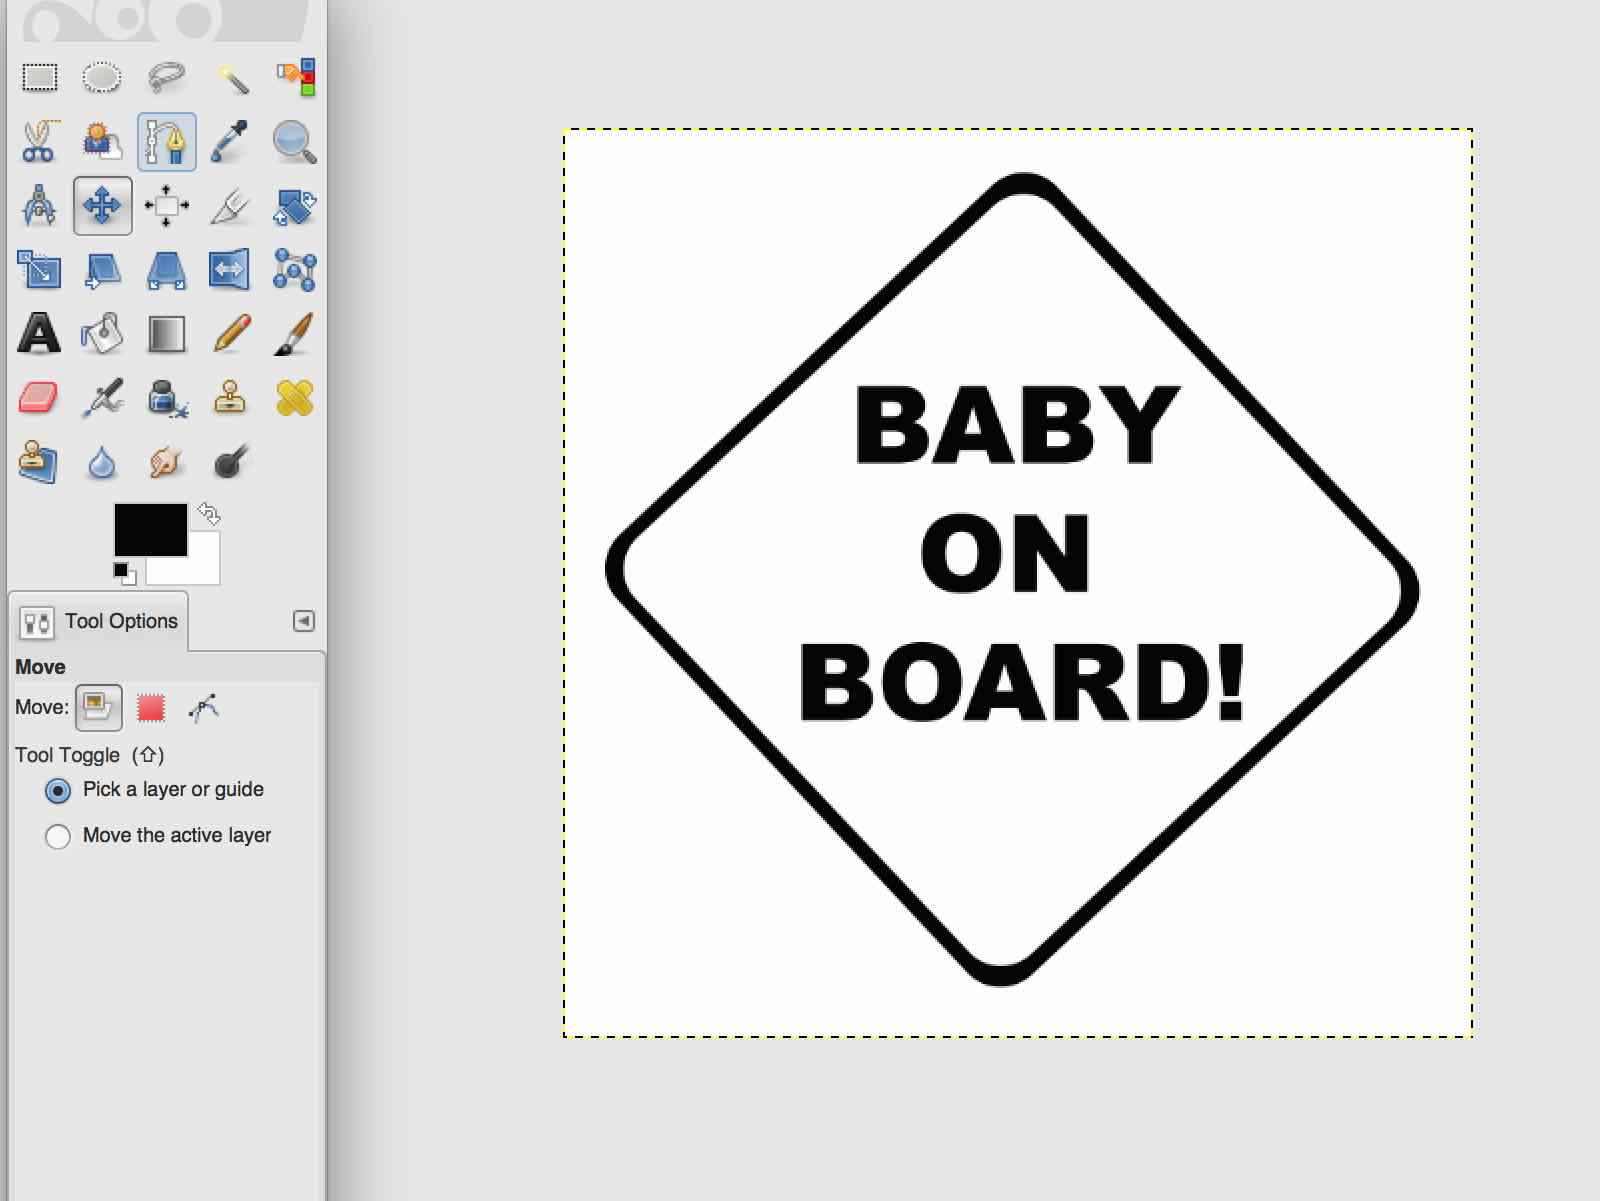 BABY
ON
BOARD!
Tool Options
Move
Move:
Tool Toggle (⇧)
Pick a layer or guide
Move the active layer